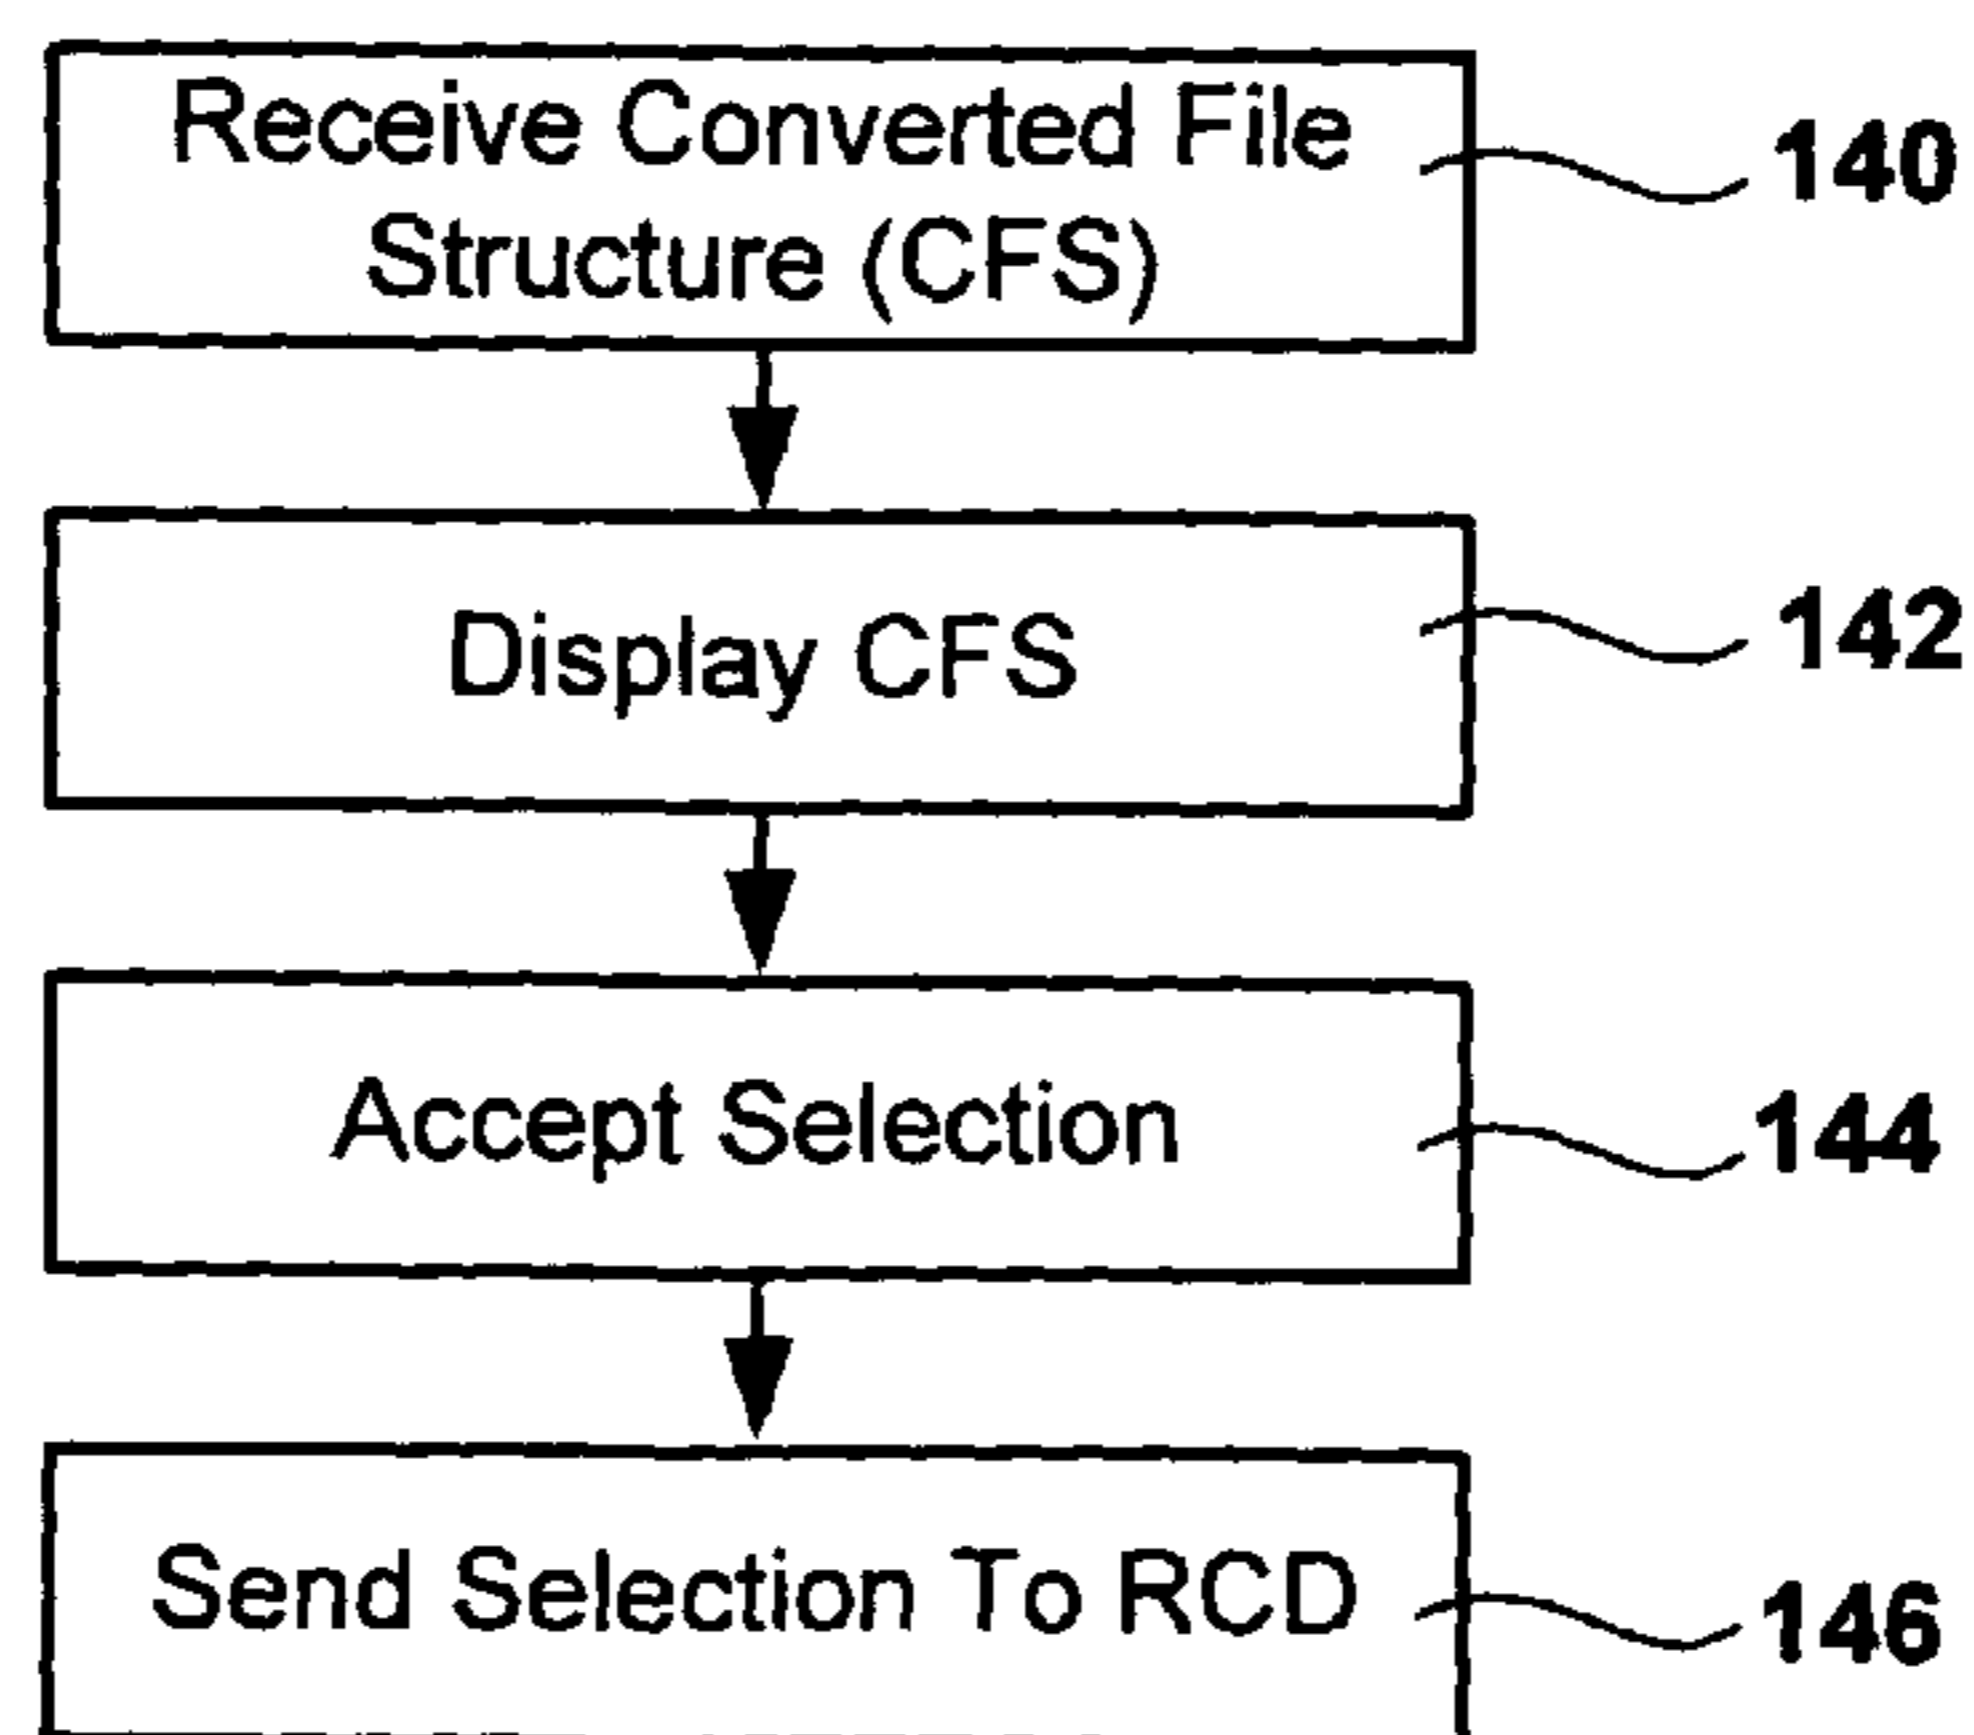 Receive Converted File
Structure (CFS)
140
Display CFS
142
Accept Selection
144
Send Selection To RCD
146